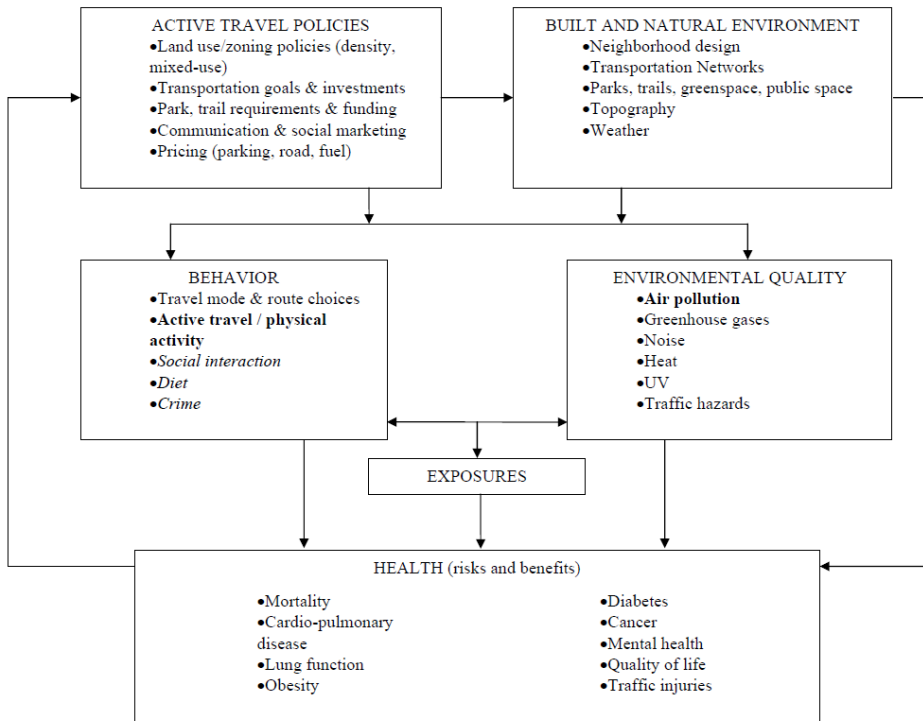 ACTIVE TRAVEL POLICIES
•Land use/zoning policies (density,
mixed-use)
•Transportation goals & investments
•Park, trail requirements & funding
•Communication & social marketing
•Pricing (parking, road, fuel)
BUILT AND NATURAL ENVIRONMENT
•Neighborhood design
•Transportation Networks
•Parks, trails, greenspace, public space
•Topography
•Weather
BEHAVIOR
•Travel mode & route choices
•Active travel / physical
activity
•Social interaction
•Diet
•Crime
ENVIRONMENTAL QUALITY
•Air pollution
•Greenhouse gases
•Noise
•Heat
•UV
•Traffic hazards
EXPOSURES
HEALTH (risks and benefits)
•Mortality
•Cardio-pulmonary
disease
•Lung function
•Obesity
•Diabetes
•Cancer
•Mental health
•Quality of life
•Traffic injuries